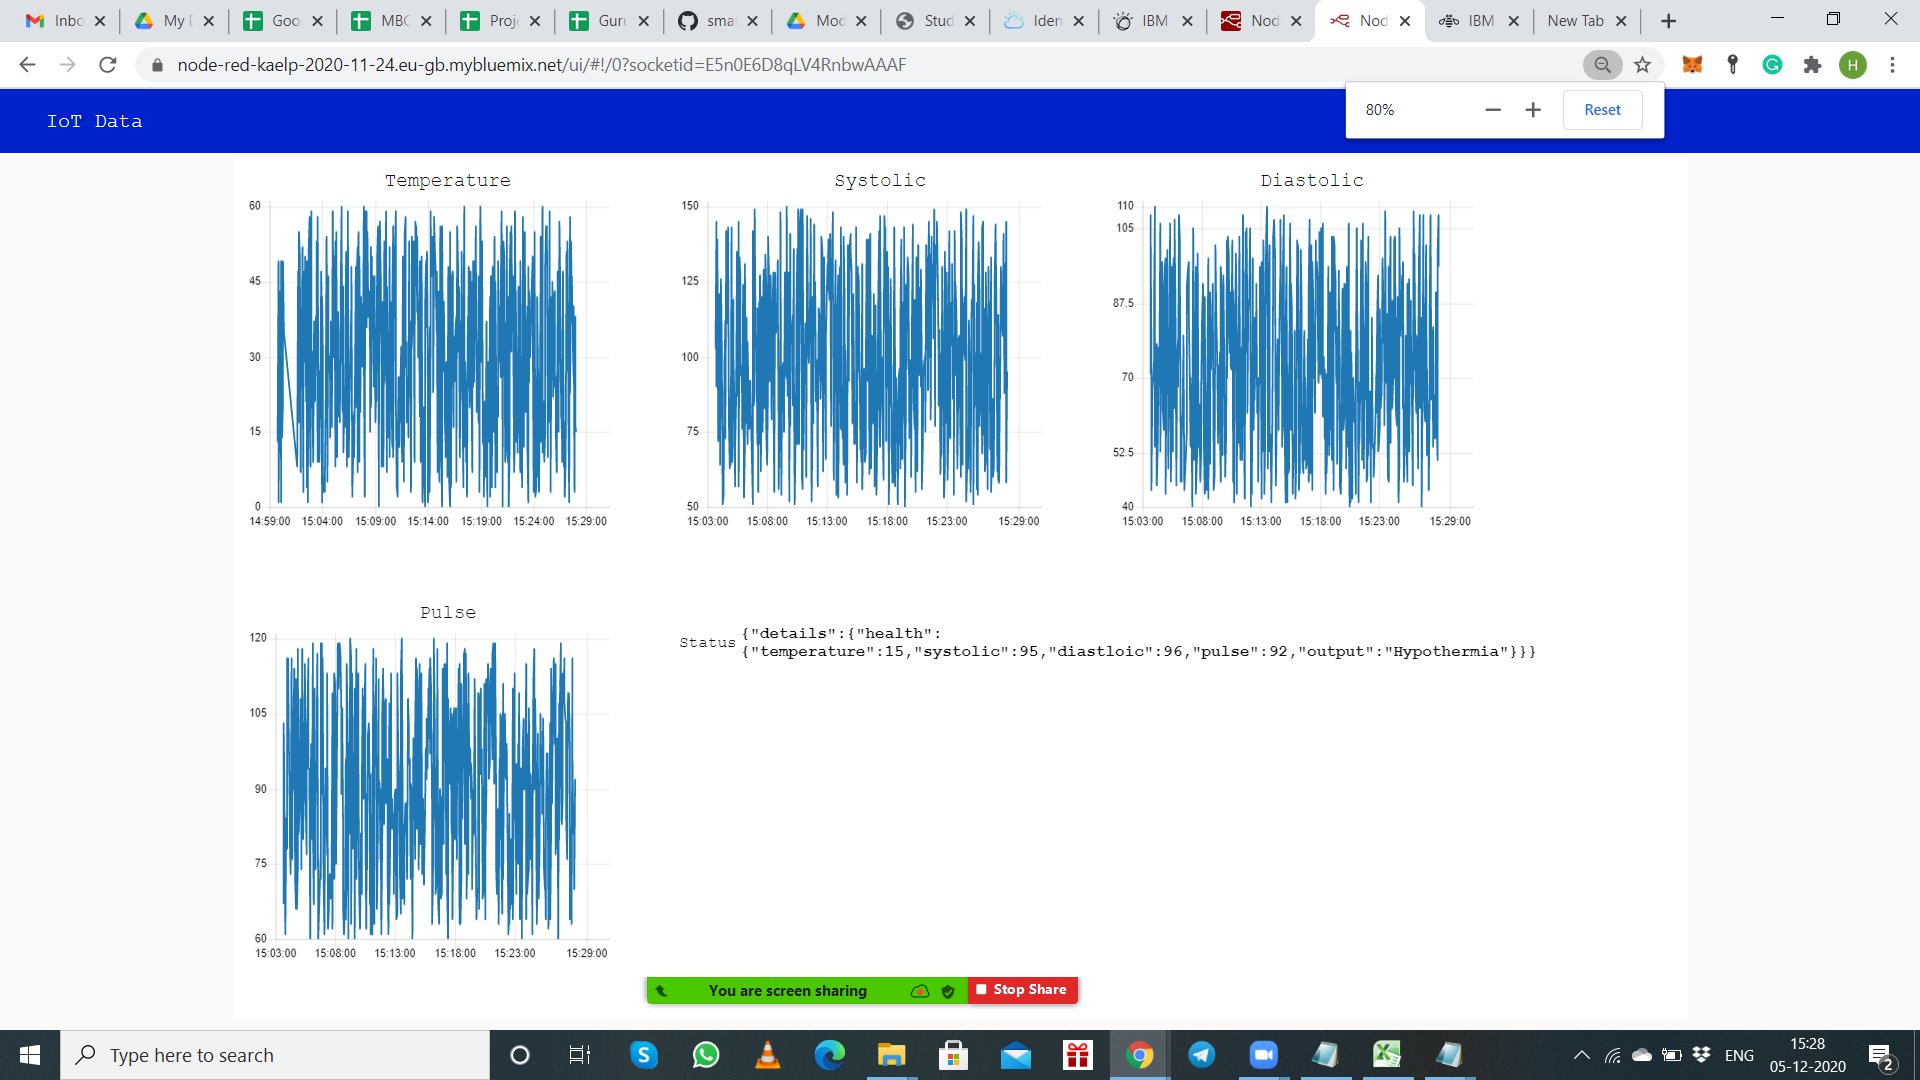 Inbo
My D
Goo
MBC
Proj
Guru
smar
Mod
Stud
Iden
IBM
Nod
Nod
IBM
New Tab
node-red-kaelp-2020-11-24.eu-gb.mybluemix.net/ui/#!/0?socketid=E5n0E6D8qLV4RnbwAAAF
H
80%
Reset
IoT Data
Temperature
60
45
30
15
0
14:59:00 15:04:00 15:09:00 15:14:00 15:19:00 15:24:00 15:29:00
Systolic
150
125
100
75
50
15:03:00 15:08:00 15:13:00 15:18:00 15:23:00 15:29:00
Diastolic
110
105
87.5
70
52.5
40
15:03:00 15:08:00 15:13:00 15:18:00 15:23:00 15:29:00
Pulse
120
105
90
75
60
15:03:00 15:08:00 15:13:00 15:18:00 15:23:00 15:29:00
Status
{"details":{"health":
{"temperature":15,"systolic":95,"diastloic":96,"pulse":92,"output":"Hypothermia"}}}
You are screen sharing
Stop Share
Type here to search
ENG
15:28
05-12-2020
2